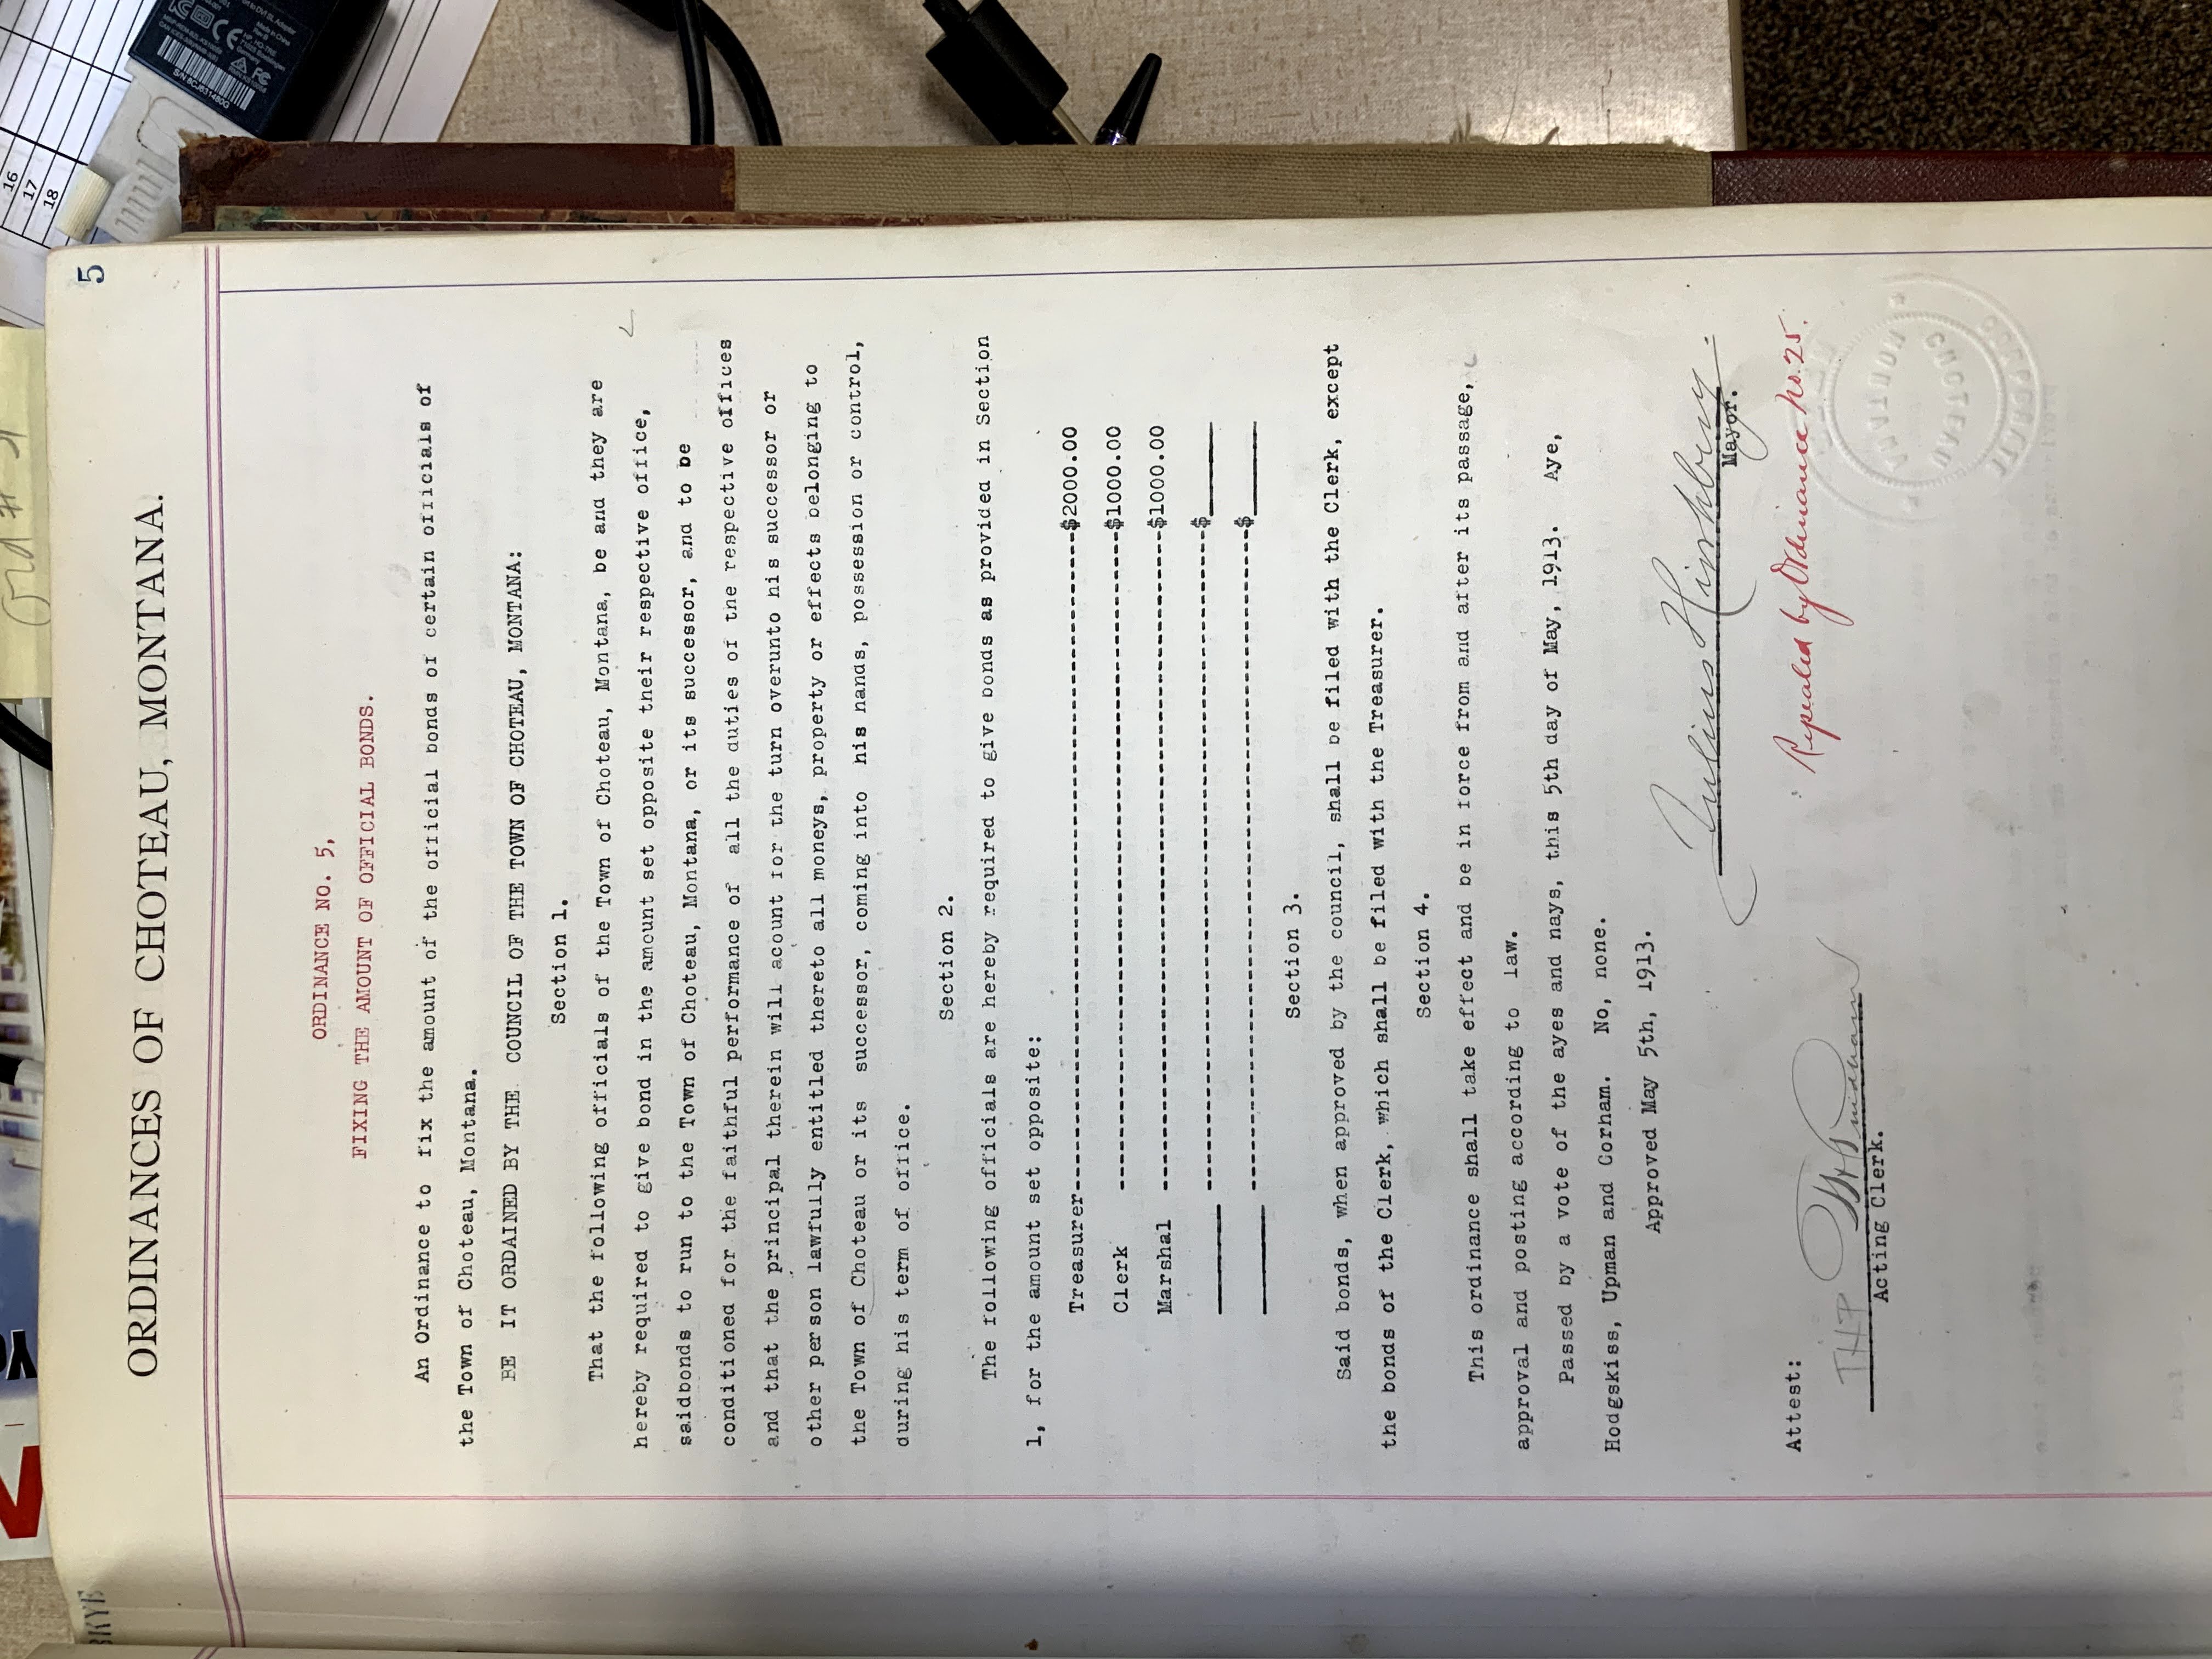 Ord #
16
17
18
5
ORDINANCES OF CHOTEAU, MONTANA.
ORDINANCE NO. 5,
FIXING THE AMOUNT OF OFFICIAL BONDS.
An Ordinance to fix the amount of the official bonds of certain officials of
the Town of Choteau, Montana.
BE IT ORDAINED BY THE COUNCIL OF THE TOWN OF CHOTEAU, MONTANA:
Section 1.
That the following officials of the Town of Choteau, Montana, be and they are
hereby required to give bond in the amount set opposite their respective office,
saidbonds to run to the Town of Choteau, Montana, or its successor, and to be
conditioned for the faithful performance of all the duties of the respective offices
and that the principal therein will acount for the turn overunto his successor or
other person lawfully entitled thereto all moneys, property or effects belonging to
the Town of Choteau or its successor, coming into his hands, possession or control,
during his term of office.
Section 2.
The following officials are hereby required to give bonds as provided in Section
1, for the amount set opposite:
Treasurer--------------------------------------------------$2000.00
Clerk --------------------------------------------------$1000.00
Marshal --------------------------------------------------$1000.00
________ --------------------------------------------------$_______
________ --------------------------------------------------$_______
Section 3.
Said bonds, when approved by the council, shall be filed with the Clerk, except
the bonds of the Clerk, which shall be filed with the Treasurer.
Section 4.
This ordinance shall take effect and be in force from and after its passage,
approval and posting according to law.
Passed by a vote of the ayes and nays, this 5th day of May, 1913. Aye,
Hodgskiss, Upman and Corham. No, none.
Approved May 5th, 1913.
Julius Hirshberg.
Mayor.
Attest:
Repealed by Ordinance No. 25.
THP
Acting Clerk.
MONTANA
CHOTEAU
CORPORATE